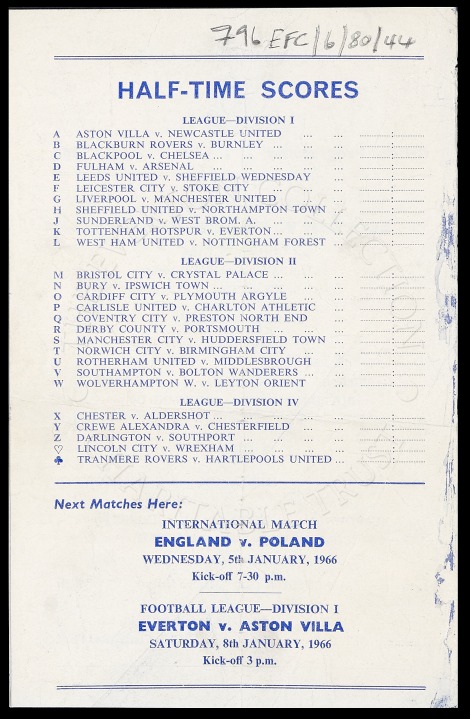 796 EFC/6/80/44
HALF-TIME SCORES
LEAGUE—DIVISION I
A ASTON VILLA v. NEWCASTLE UNITED ... ...
B BLACKBURN ROVERS v. BURNLEY ... ... ...
C BLACKPOOL v. CHELSEA ... ... ... ... ...
D FULHAM v. ARSENAL ... ... ... ... ...
E LEEDS UNITED v. SHEFFIELD WEDNESDAY ...
F LEICESTER CITY v. STOKE CITY ... ... ...
G LIVERPOOL v. MANCHESTER UNITED ... ...
H SHEFFIELD UNITED v. NORTHAMPTON TOWN ...
J SUNDERLAND v. WEST BROM. A. ... ... ...
K TOTTENHAM HOTSPUR v. EVERTON ... ... ...
L WEST HAM UNITED v. NOTTINGHAM FOREST ...
LEAGUE—DIVISION II
M BRISTOL CITY v. CRYSTAL PALACE ... ... ...
N BURY v. IPSWICH TOWN ... ... ... ... ...
O CARDIFF CITY v. PLYMOUTH ARGYLE ... ...
P CARLISLE UNITED v. CHARLTON ATHLETIC ...
Q COVENTRY CITY v. PRESTON NORTH END ...
R DERBY COUNTY v. PORTSMOUTH ... ... ...
S MANCHESTER CITY v. HUDDERSFIELD TOWN ...
T NORWICH CITY v. BIRMINGHAM CITY ... ...
U ROTHERHAM UNITED v. MIDDLESBROUGH ...
V SOUTHAMPTON v. BOLTON WANDERERS ... ...
W WOLVERHAMPTON W. v. LEYTON ORIENT ...
LEAGUE—DIVISION IV
X CHESTER v. ALDERSHOT ... ... ... ... ...
Y CREWE ALEXANDRA v. CHESTERFIELD ... ...
Z DARLINGTON v. SOUTHPORT ... ... ... ...
♡ LINCOLN CITY v. WREXHAM ... ... ... ...
♣ TRANMERE ROVERS v. HARTLEPOOLS UNITED ...
Next Matches Here:
INTERNATIONAL MATCH
ENGLAND v. POLAND
WEDNESDAY, 5th JANUARY, 1966
Kick-off 7-30 p.m.
FOOTBALL LEAGUE—DIVISION I
EVERTON v. ASTON VILLA
SATURDAY, 8th JANUARY, 1966
Kick-off 3 p.m.